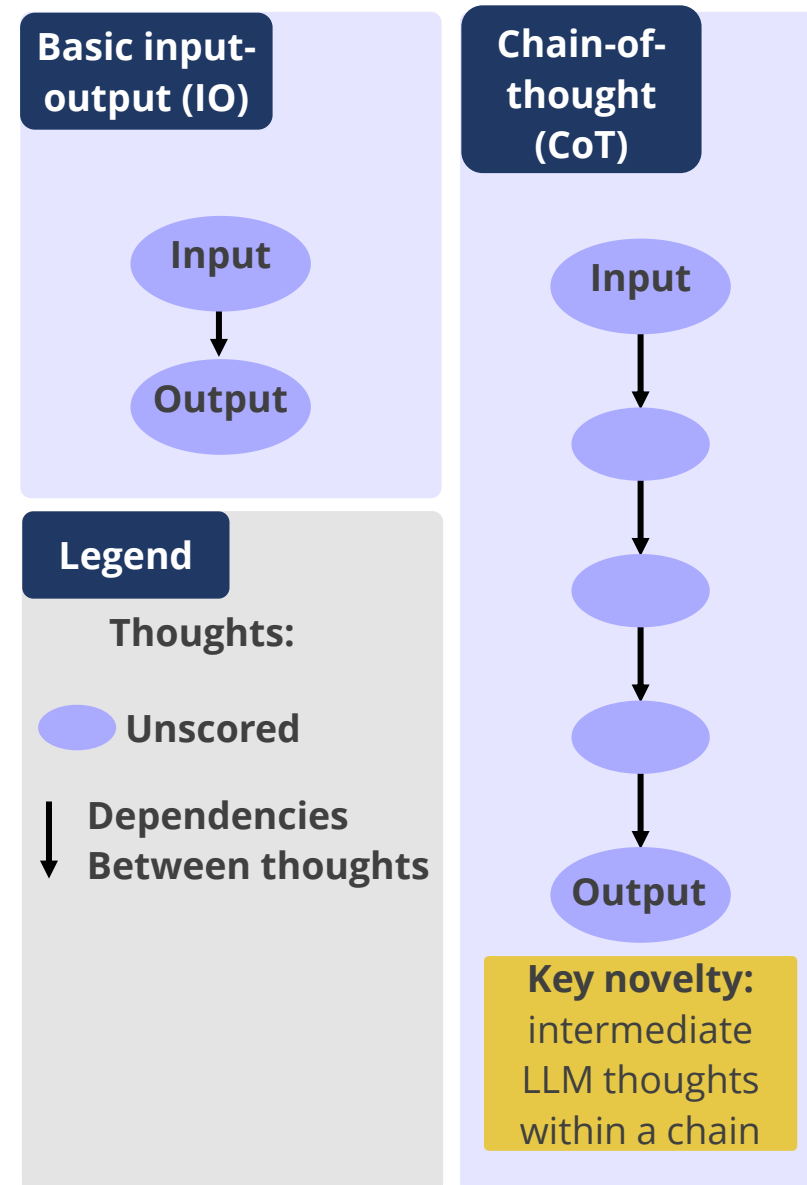 Basic input-
output (IO)
Input
Output
Legend
Thoughts:
Unscored
Dependencies
Between thoughts
Chain-of-
thought
(CoT)
Input
Output
Key novelty:
intermediate
LLM thoughts
within a chain